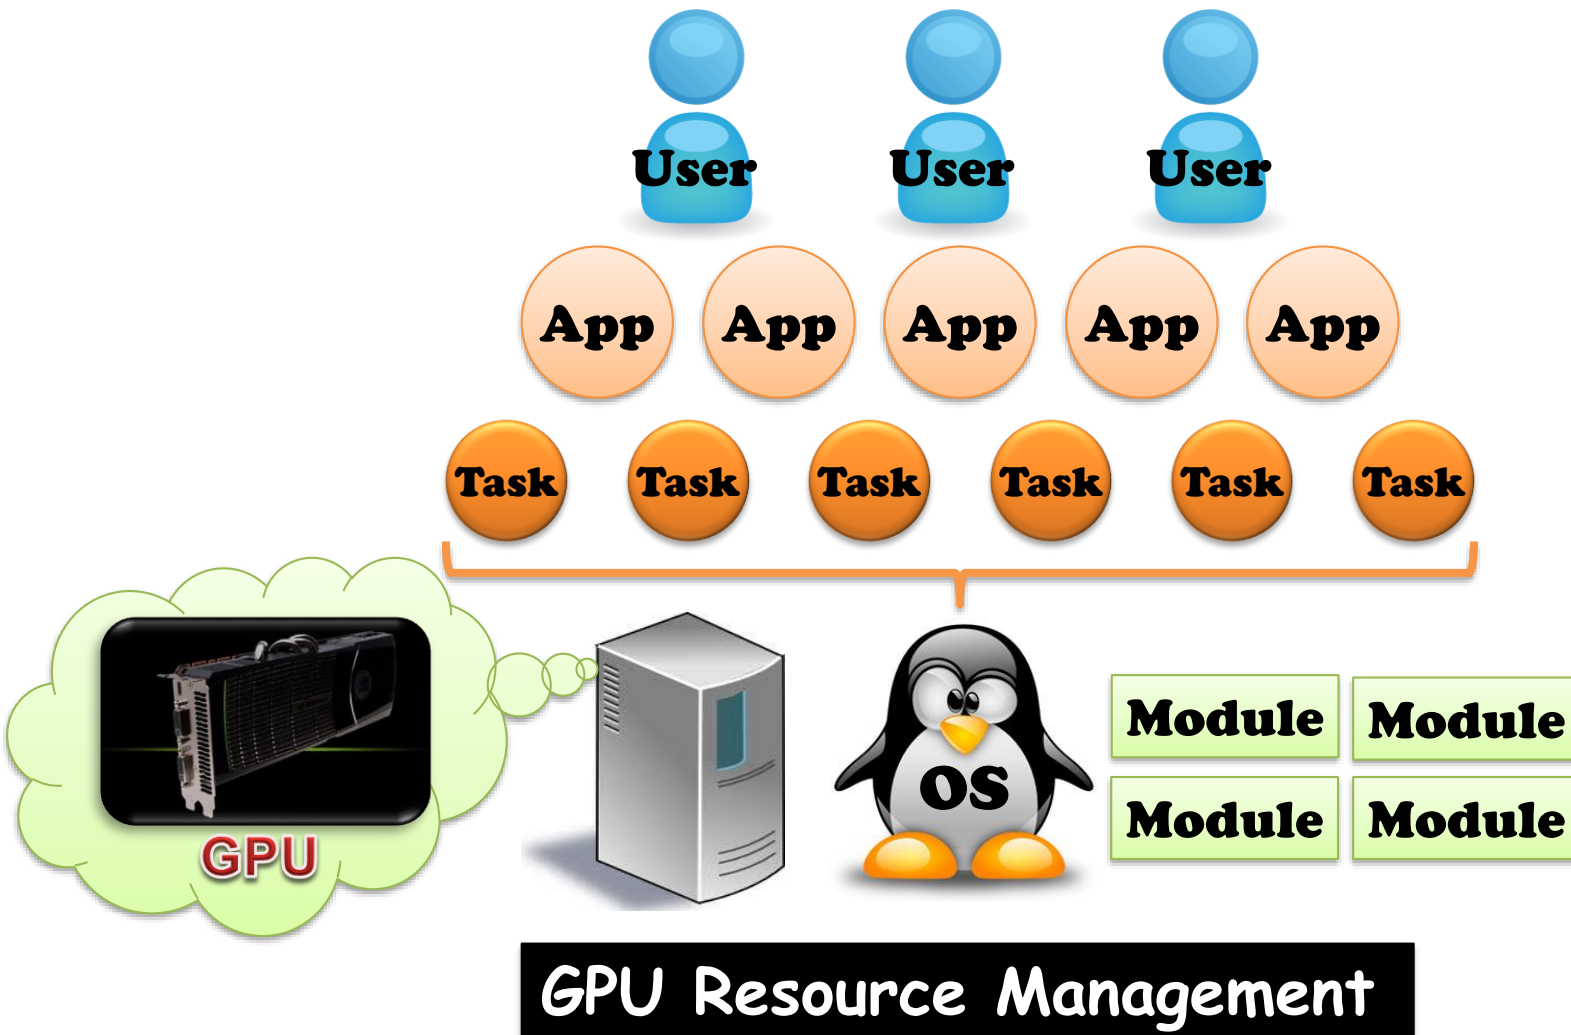 User User User
App App App App App
Task Task Task Task Task Task
GPU
OS
Module Module
Module Module
GPU Resource Management